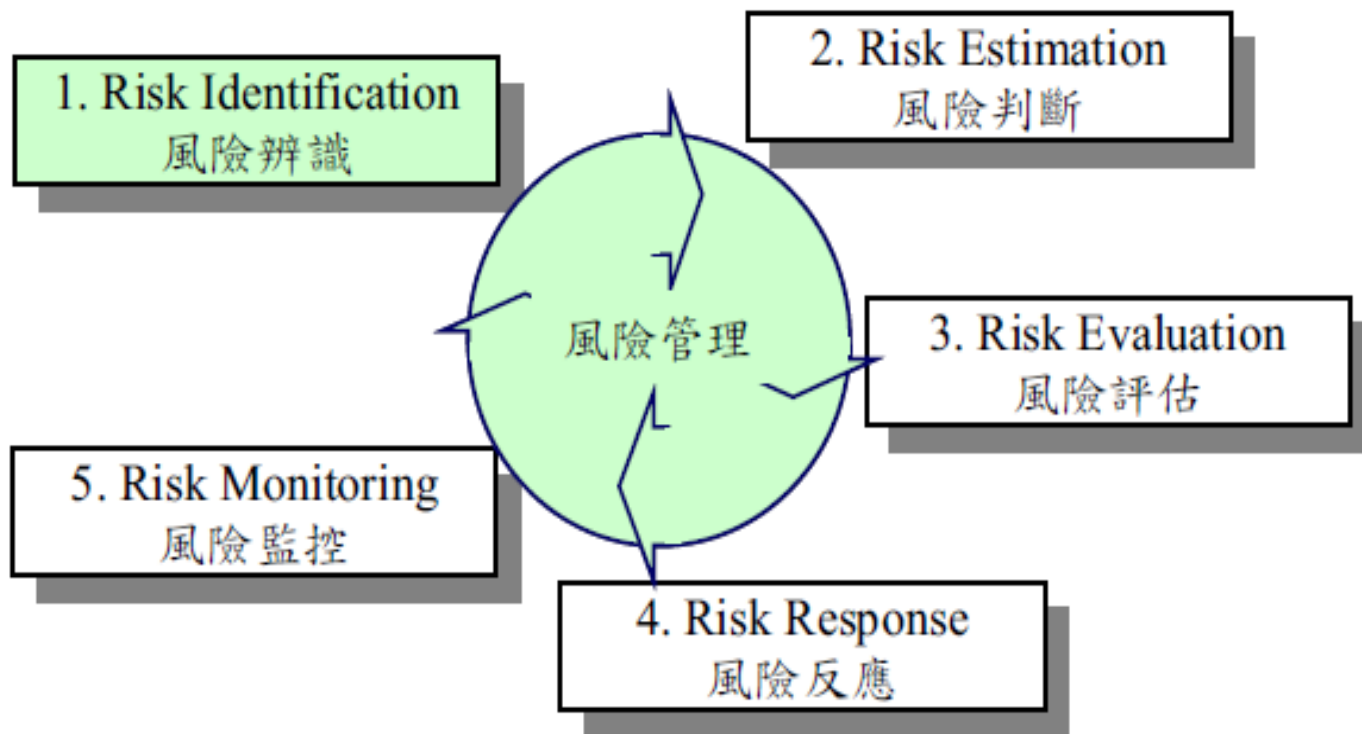 1. Risk Identification
風險辨識
2. Risk Estimation
風險判斷
3. Risk Evaluation
風險評估
4. Risk Response
風險反應
5. Risk Monitoring
風險監控
風險管理